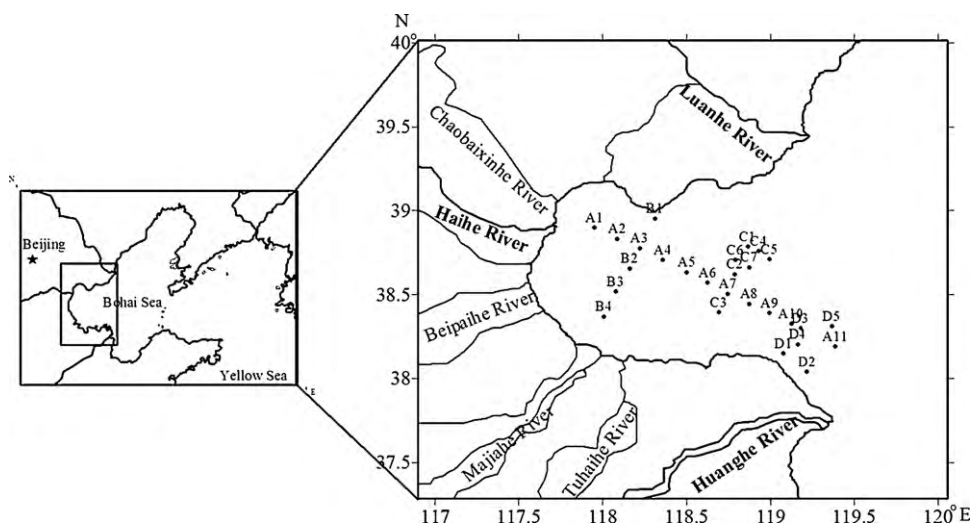 N
40°
39.5
39
38.5
38
37.5
117
117.5
118
118.5
119
119.5
120°E
Chaobaixinhe River
Luanhe River
Haihe River
Beipaihe River
Majiahe River
Tuhaihe River
Huanghe River
B1
A1
A2
A3
B2
A4
A5
B3
B4
A6
A7
C1
C4
C6
C7
C5
C2
C3
A8
A9
A10
D3
D4
D5
D1
A11
D2
Beijing
Bohai Sea
Yellow Sea
E